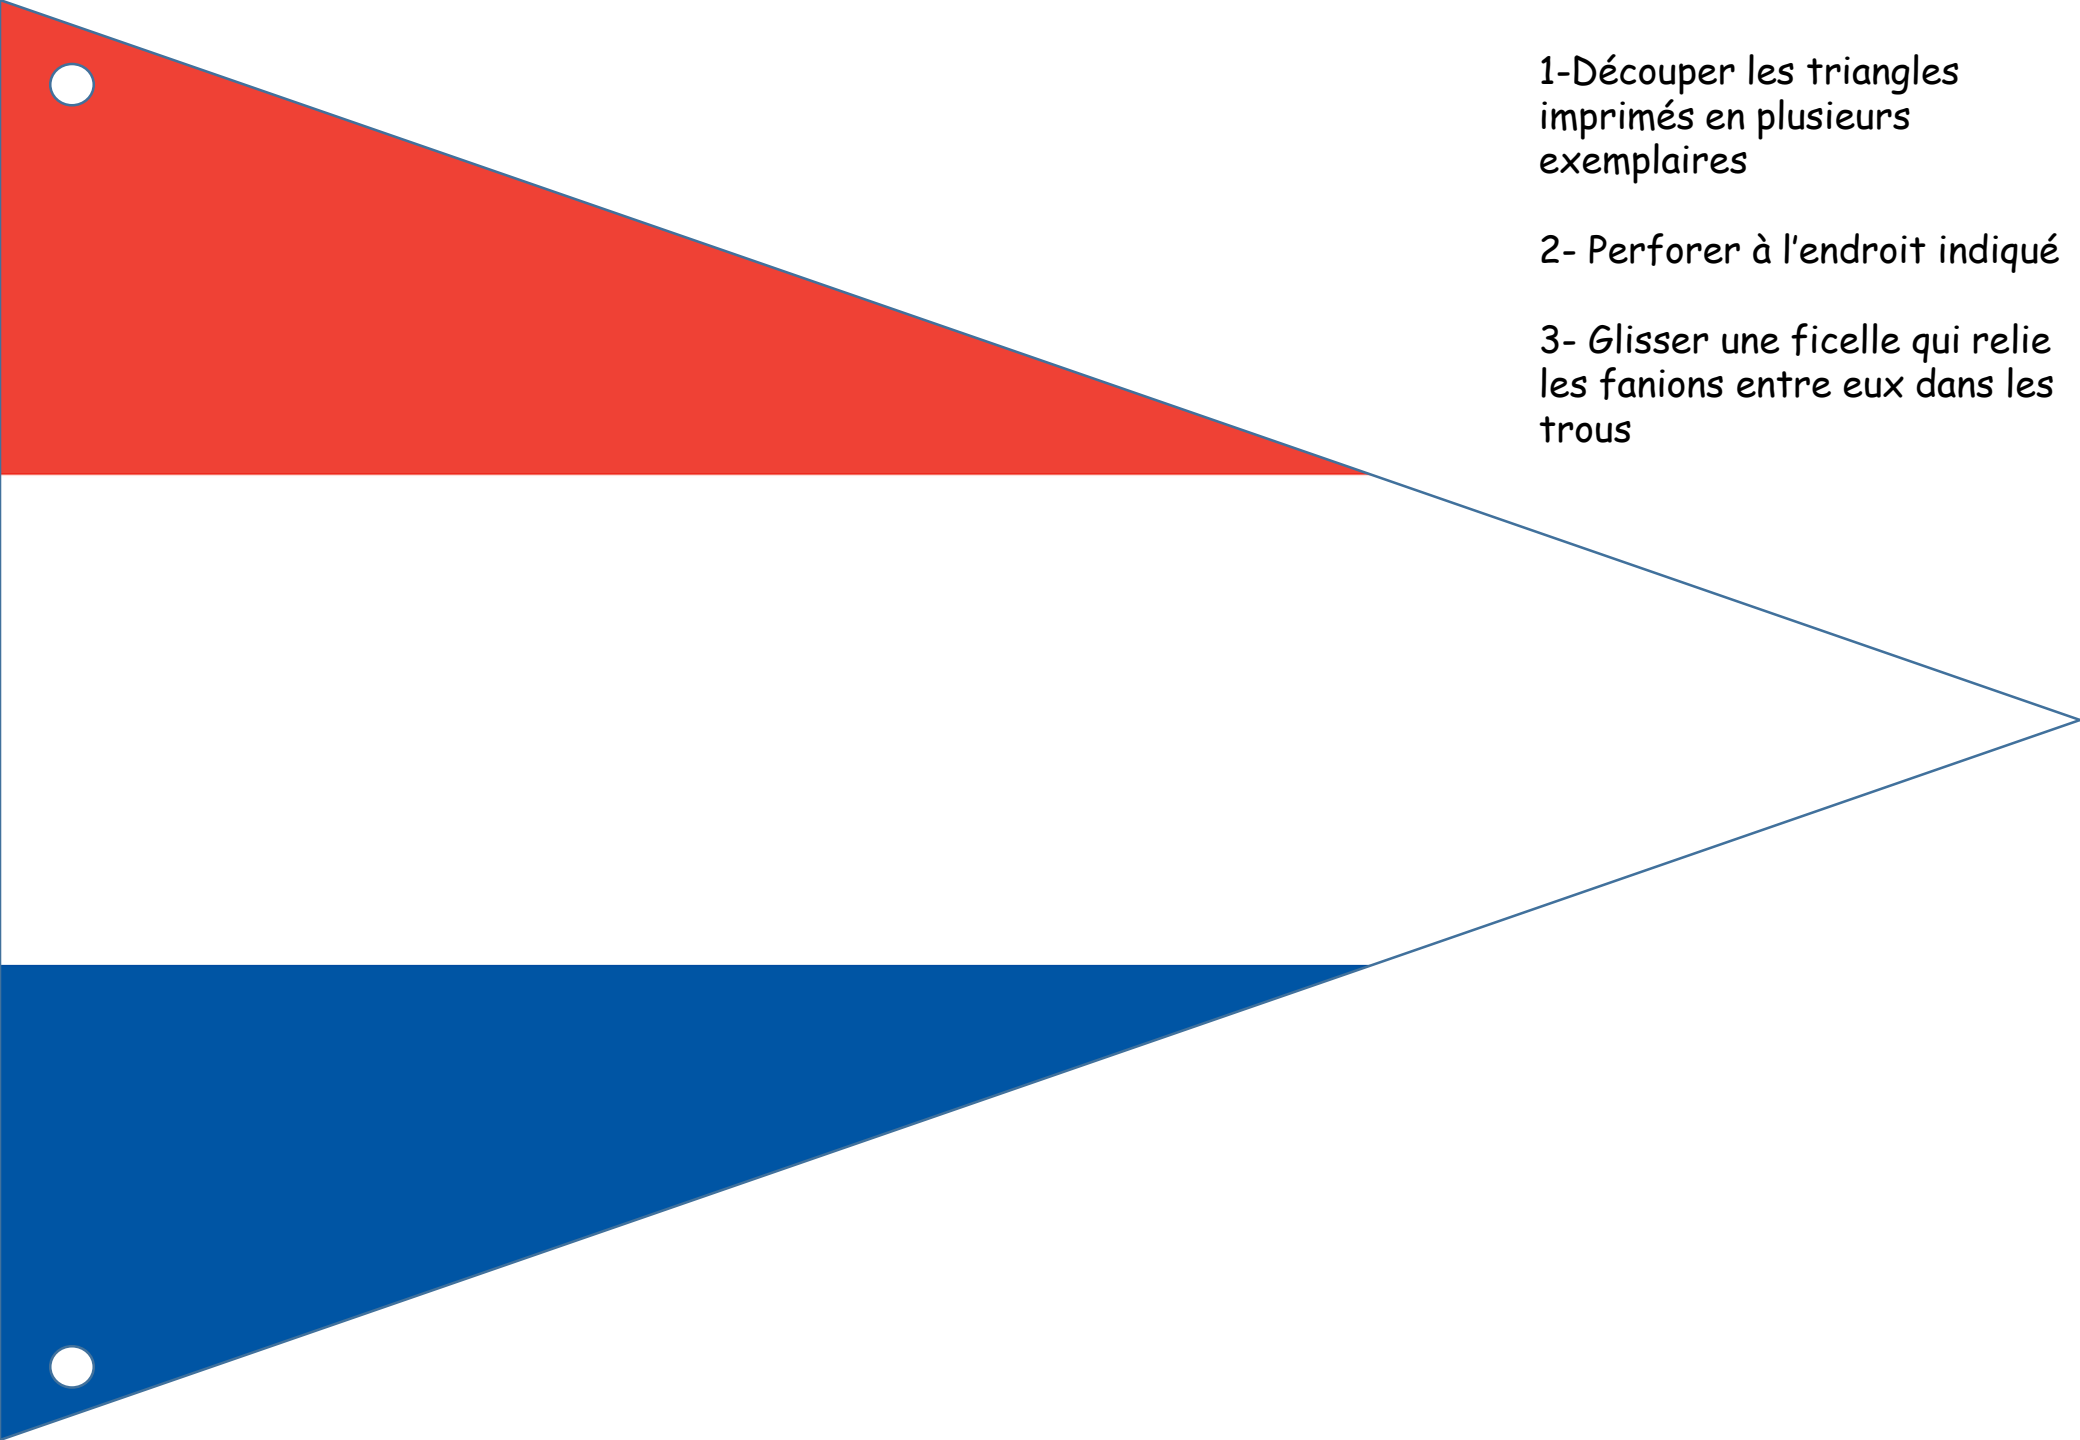 1-Découper les triangles
imprimés en plusieurs
exemplaires
2- Perforer à l’endroit indiqué
3- Glisser une ficelle qui relie
les fanions entre eux dans les
trous